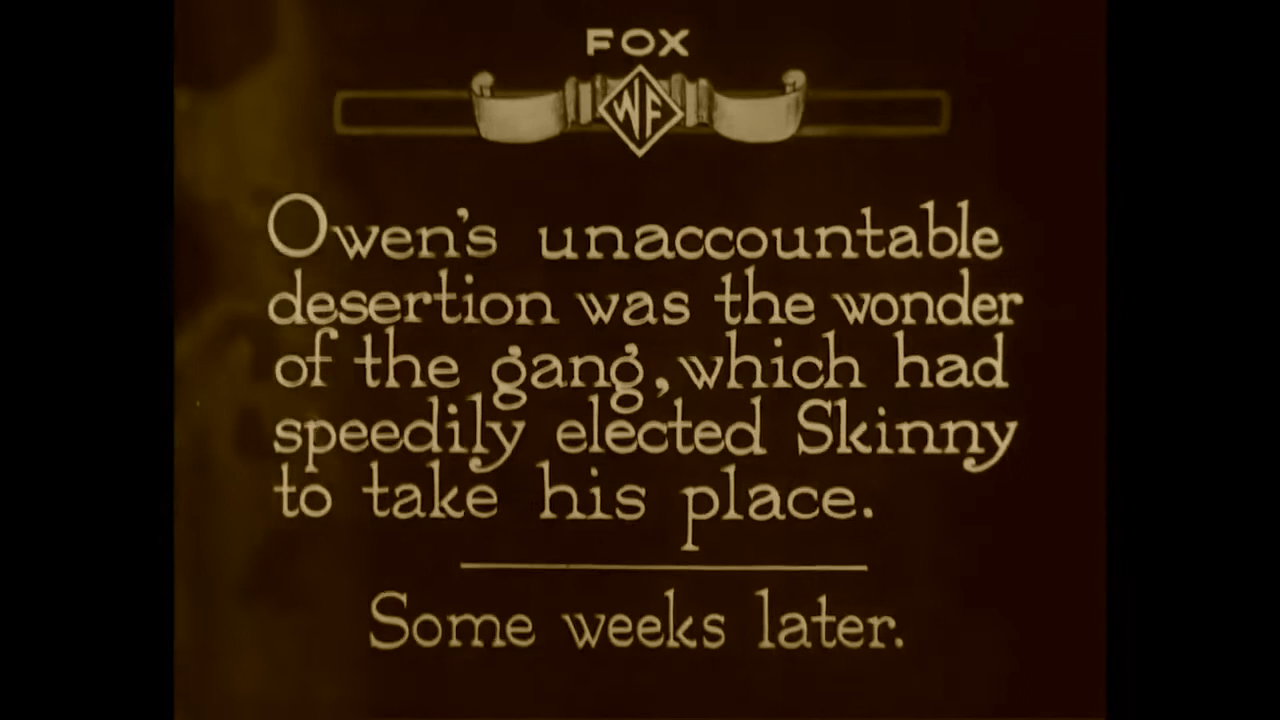 FOX
WF
Owen's unaccountable
desertion was the wonder
of the gang, which had
speedily elected Skinny
to take his place.
Some weeks later.